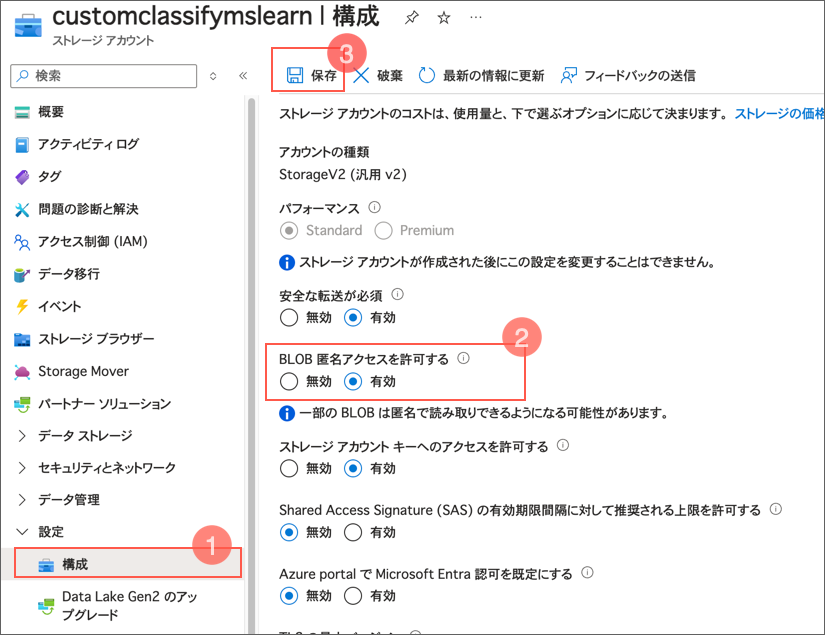 customclassifymslearn | 構成
ストレージ アカウント
検索
保存
3
破棄
最新の情報に更新
フィードバックの送信
概要
アクティビティ ログ
タグ
問題の診断と解決
アクセス制御 (IAM)
データ移行
イベント
ストレージ ブラウザー
Storage Mover
パートナー ソリューション
データ ストレージ
セキュリティとネットワーク
データ管理
設定
1
構成
Data Lake Gen2 のアッ
プグレード
ストレージ アカウントのコストは、使用量と、下で選ぶオプションに応じて決まります。 ストレージの価格
アカウントの種類
StorageV2 (汎用 v2)
パフォーマンス
Standard Premium
ストレージ アカウントが作成された後にこの設定を変更することはできません。
安全な転送が必須
無効 有効
2
BLOB 匿名アクセスを許可する
無効 有効
一部の BLOB は匿名で読み取りできるようになる可能性があります。
ストレージ アカウント キーへのアクセスを許可する
無効 有効
Shared Access Signature (SAS) の有効期限間隔に対して推奨される上限を許可する
無効 有効
Azure portal で Microsoft Entra 認可を既定にする
無効 有効